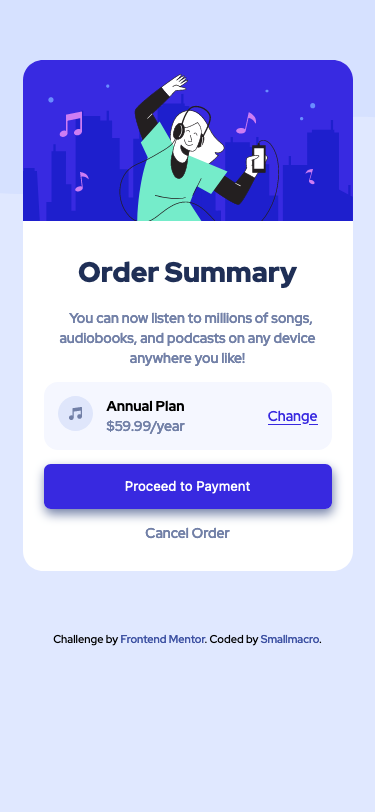 Order Summary
You can now listen to millions of songs,
audiobooks, and podcasts on any device
anywhere you like!
Annual Plan
$59.99/year
Change
Proceed to Payment
Cancel Order
Challenge by Frontend Mentor. Coded by Smallmacro.